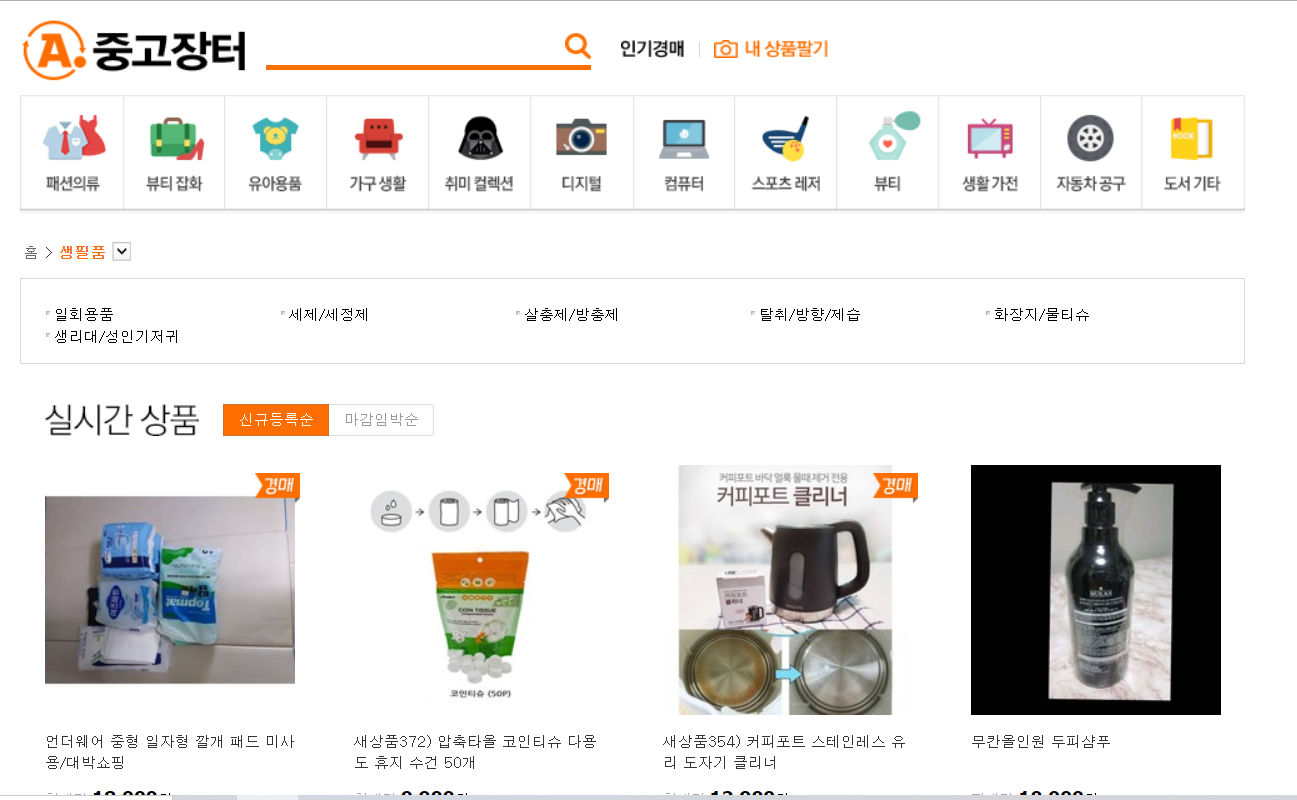 A. 중고장터
인기경매
내 상품팔기
패션의류
뷰티 잡화
유아용품
가구 생활
취미 컬렉션
디지털
컴퓨터
스포츠 레저
뷰티
생활 가전
자동차 공구
BOOK
도서 기타
홈 > 생필품
일회용품
세제/세정제
살충제/방충제
탈취/방향/제습
화장지/물티슈
생리대/성인기저귀
실시간 상품
신규등록순
마감임박순
경매
Topmat
경매
COIN TISSUE
코인티슈 (50P)
커피포트 바닥 얼룩 물때 제거 전용
커피포트 클리너
경매
커피포트
클리너
MUKAN
언더웨어 중형 일자형 깔개 패드 미사
용/대박쇼핑
새상품372) 압축타올 코인티슈 다용
도 휴지 수건 50개
새상품354) 커피포트 스테인레스 유
리 도자기 클리너
무칸올인원 두피샴푸